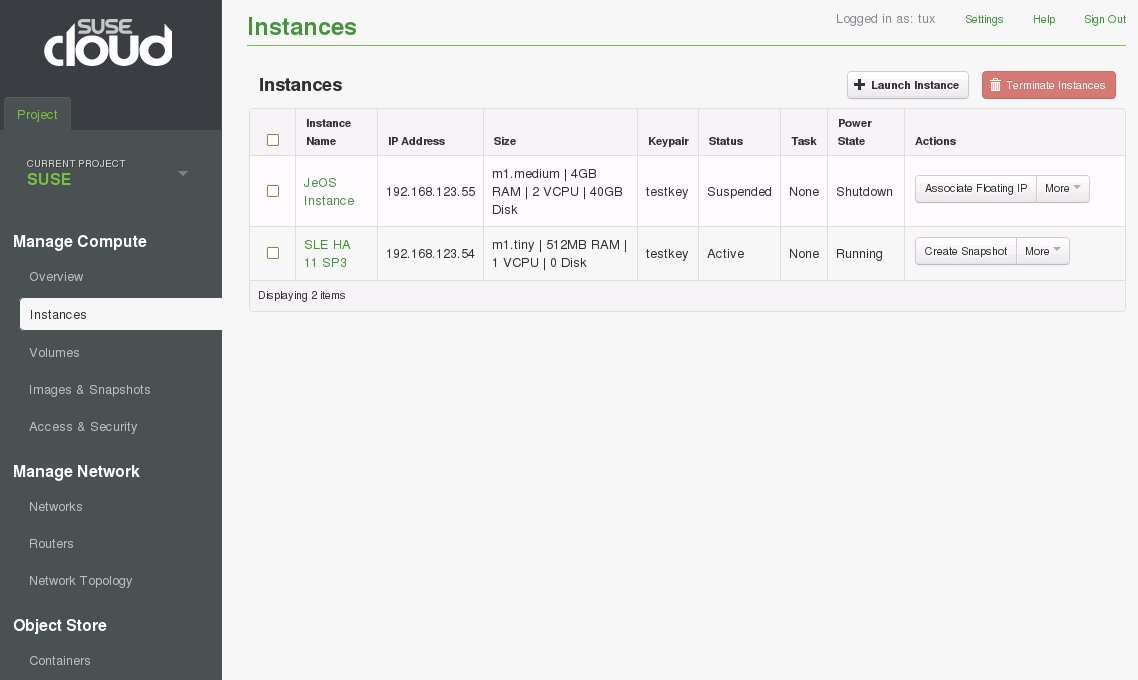 SUSE
cloud
Project
CURRENT PROJECT
SUSE
Manage Compute
Overview
Instances
Volumes
Images & Snapshots
Access & Security
Manage Network
Networks
Routers
Network Topology
Object Store
Containers
Instances
Logged in as: tux Settings Help Sign Out
Instances
Launch Instance Terminate Instances
Instance
Name IP Address Size Keypair Status Task Power
State Actions
JeOS
Instance 192.168.123.55 m1.medium | 4GB
RAM | 2 VCPU | 40GB
Disk testkey Suspended None Shutdown Associate Floating IP More
SLE HA
11 SP3 192.168.123.54 m1.tiny | 512MB RAM |
1 VCPU | 0 Disk testkey Active None Running Create Snapshot More
Displaying 2 items